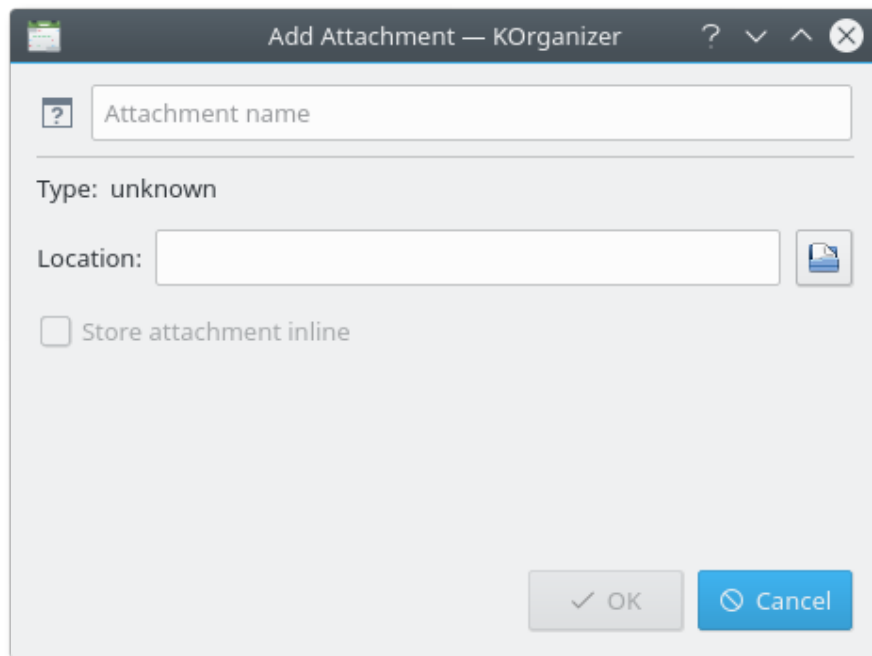 Add Attachment — KOrganizer
Attachment name
Type: unknown
Location:
Store attachment inline
OK Cancel